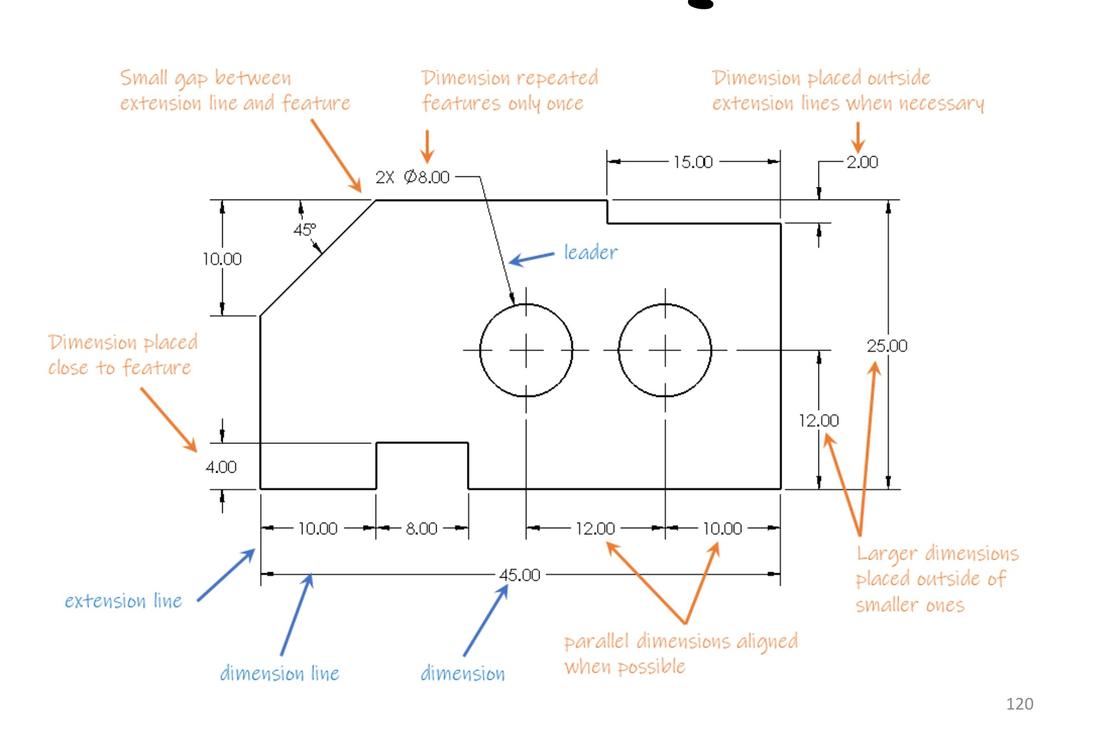 Small gap between
extension line and feature
Dimension repeated
features only once
Dimension placed outside
extension lines when necessary
15.00
2.00
2X Ø8.00
45°
leader
10.00
Dimension placed
close to feature
25.00
12.00
4.00
10.00
8.00
12.00
10.00
45.00
Larger dimensions
placed outside of
smaller ones
extension line
dimension line
dimension
parallel dimensions aligned
when possible
120